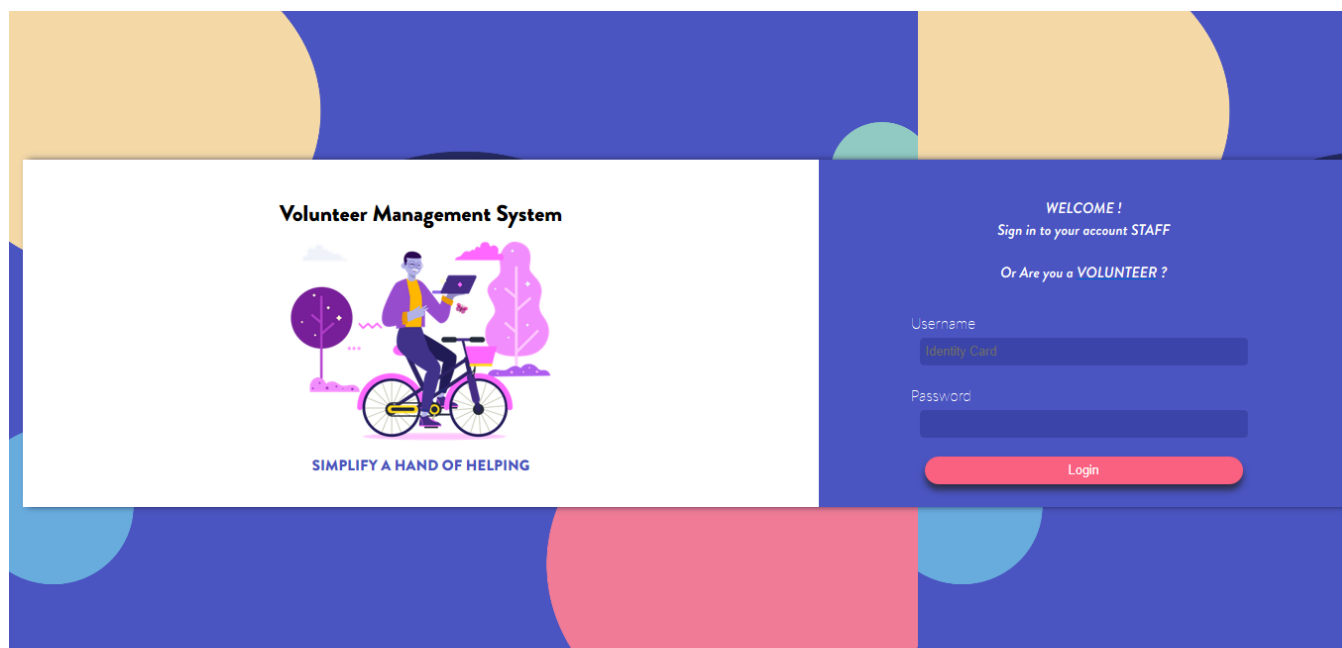 Volunteer Management System
SIMPLIFY A HAND OF HELPING
WELCOME !
Sign in to your account STAFF
Or Are you a VOLUNTEER ?
Username
Identity Card
Password
Login